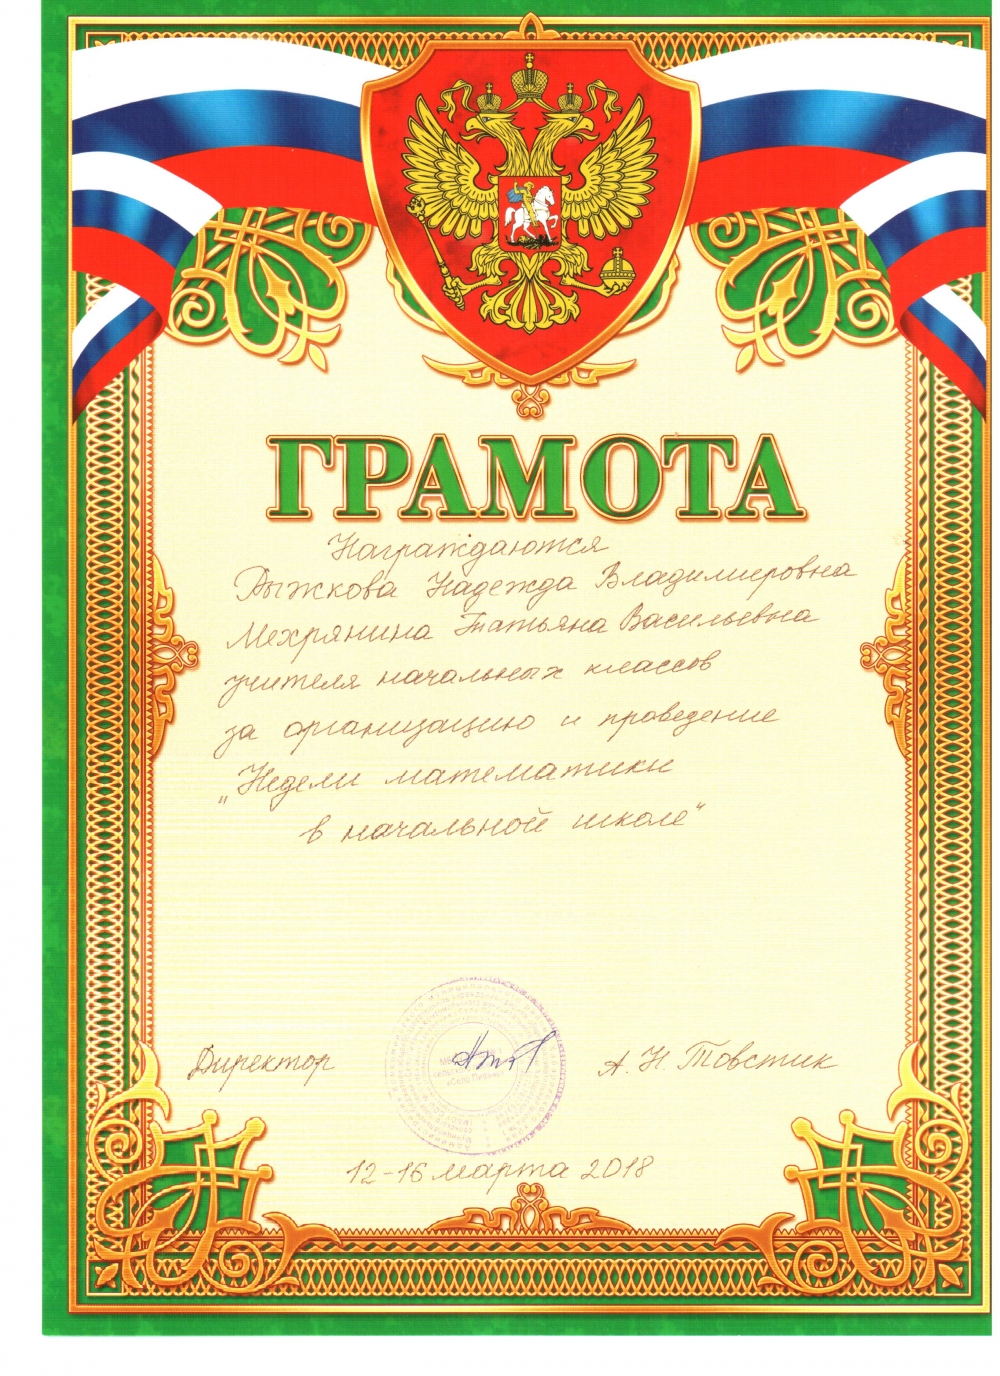 ГРАМОТА
Награждаются
Рыжкова Надежда Владимировна
Мехрянина Татьяна Васильевна
учителя начальных классов
за организацию и проведение
"Недели математики
в начальной школе"
Директор
А. Н. Товстик
12-16 марта 2018